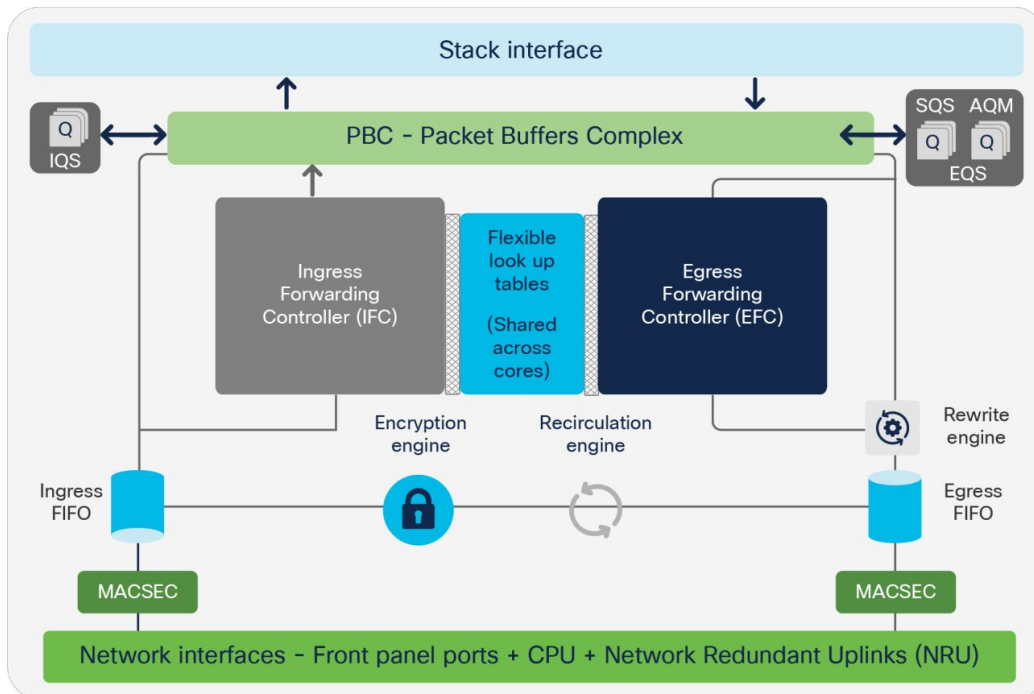 Stack interface
Q
IQS
PBC - Packet Buffers Complex
SQS AQM
Q Q
EQS
Ingress
Forwarding
Controller (IFC)
Flexible
look up
tables
(Shared
across
cores)
Egress
Forwarding
Controller (EFC)
Encryption
engine
Recirculation
engine
Rewrite
engine
Ingress
FIFO
Egress
FIFO
MACSEC
MACSEC
Network interfaces - Front panel ports + CPU + Network Redundant Uplinks (NRU)